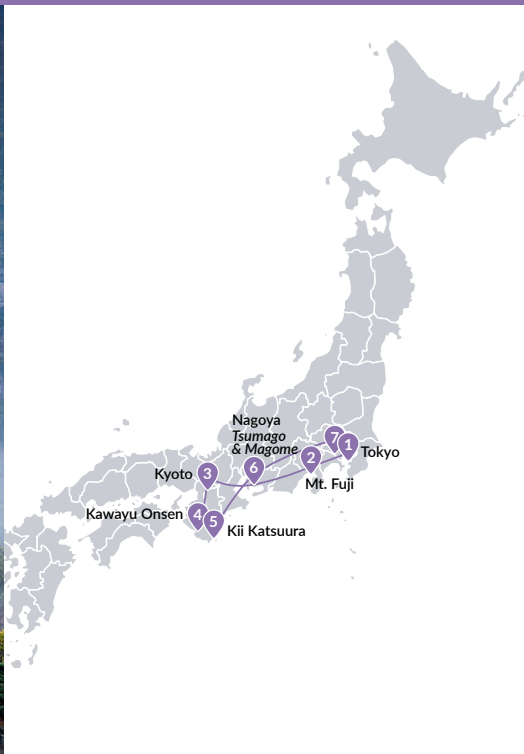 Nagoya
Tsumago
& Magome
7
1
Tokyo
2
Mt. Fuji
6
Kyoto
3
Kawayu Onsen
4
5
Kii Katsuura